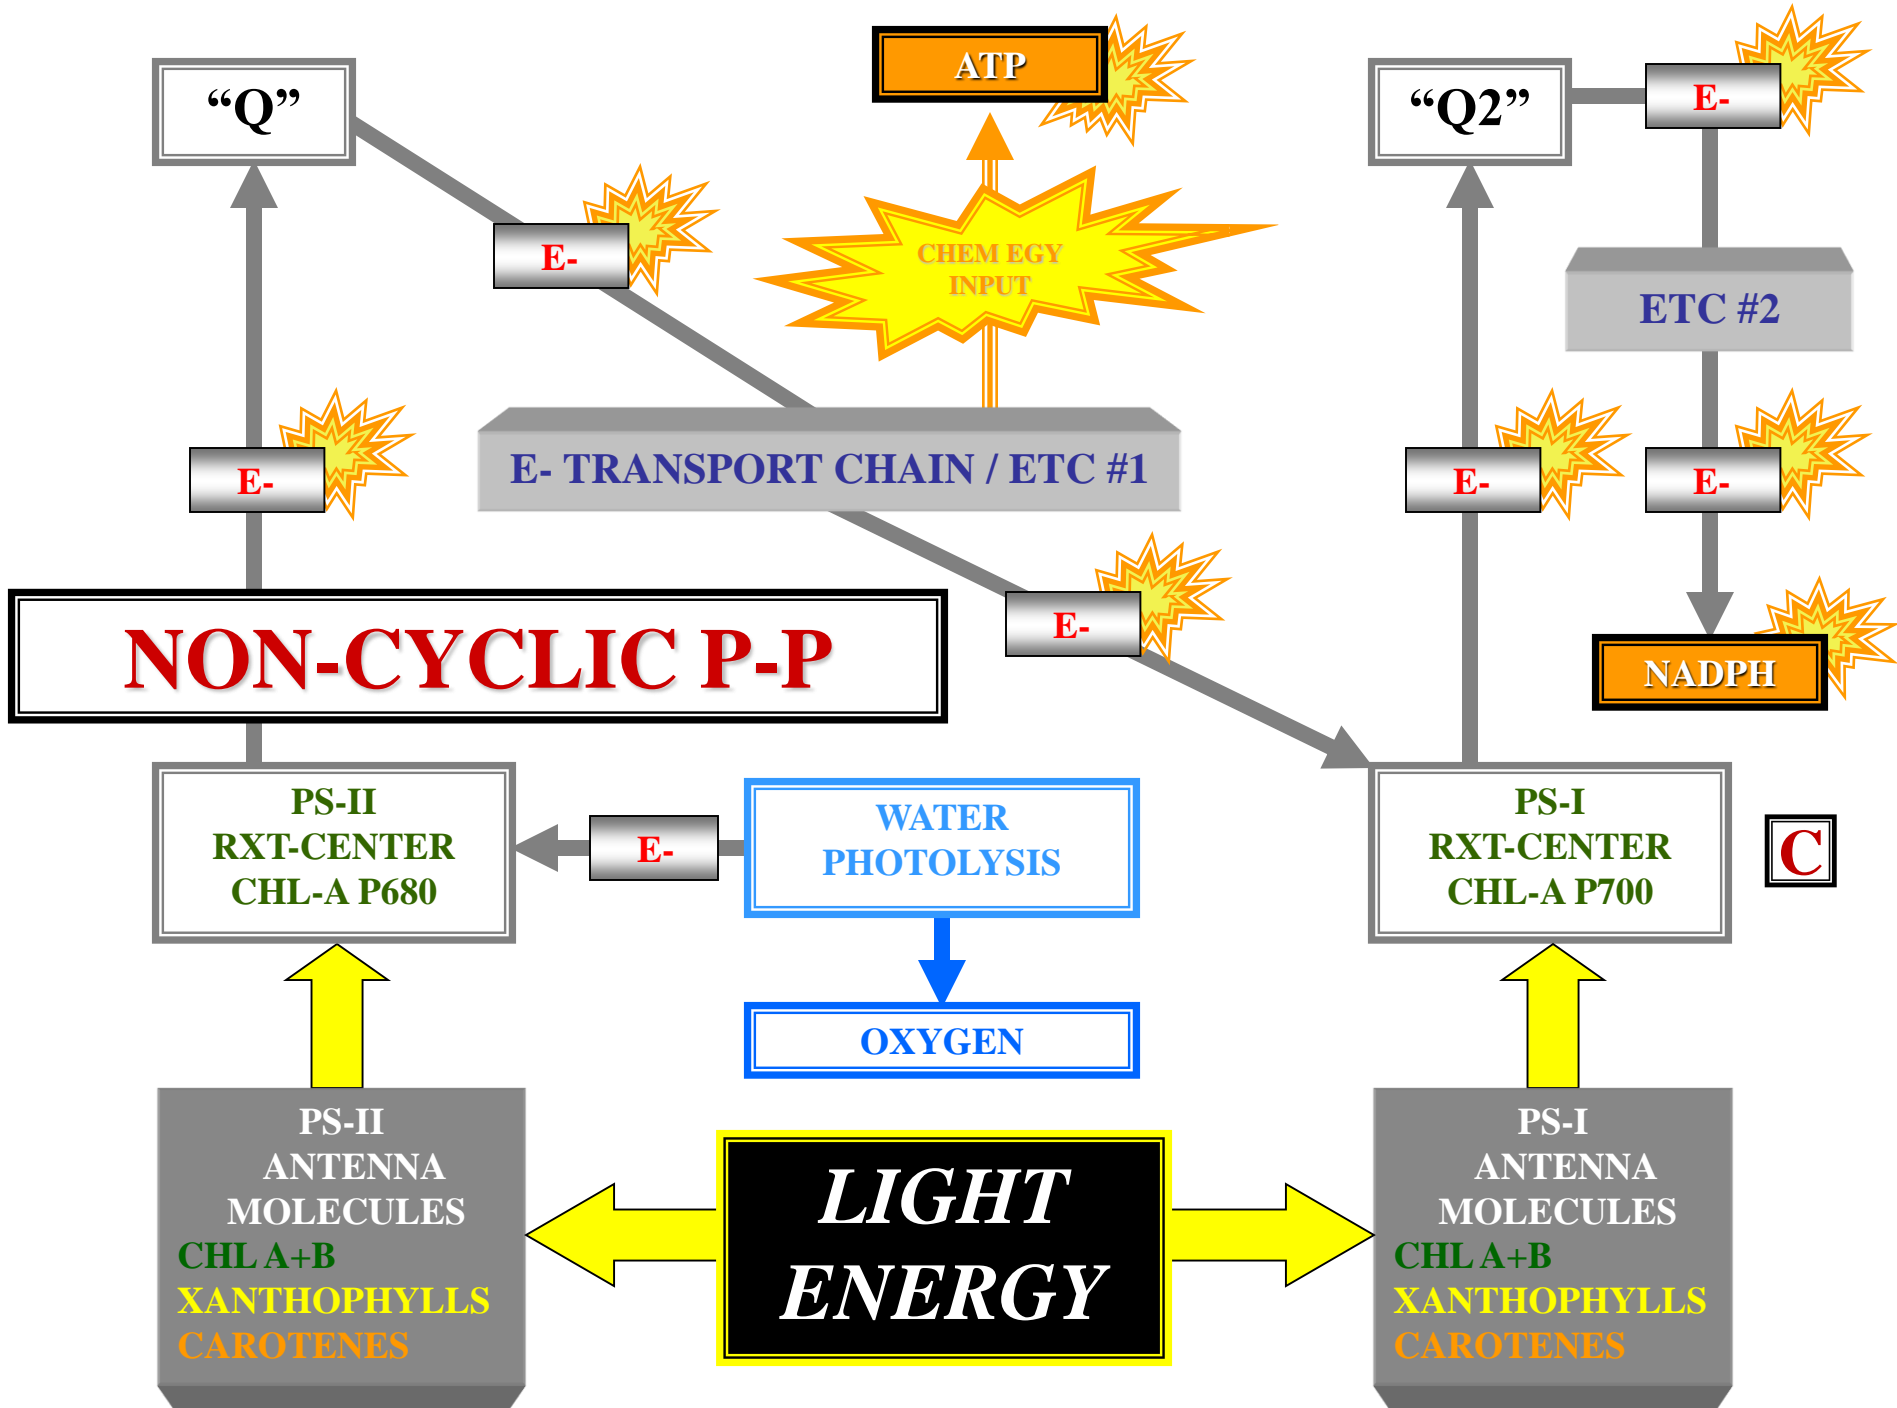 ATP
“Q”
E-
“Q2”
E-
CHEM EGY
INPUT
E-
ETC #2
E- TRANSPORT CHAIN / ETC #1
E-
E-
E-
E-
NON-CYCLIC P-P
NADPH
PS-II
RXT-CENTER
CHL-A P680
E-
WATER
PHOTOLYSIS
PS-I
RXT-CENTER
CHL-A P700
C
OXYGEN
PS-II
ANTENNA
MOLECULES
CHL A+B
XANTHOPHYLLS
CAROTENES
LIGHT
ENERGY
PS-I
ANTENNA
MOLECULES
CHL A+B
XANTHOPHYLLS
CAROTENES